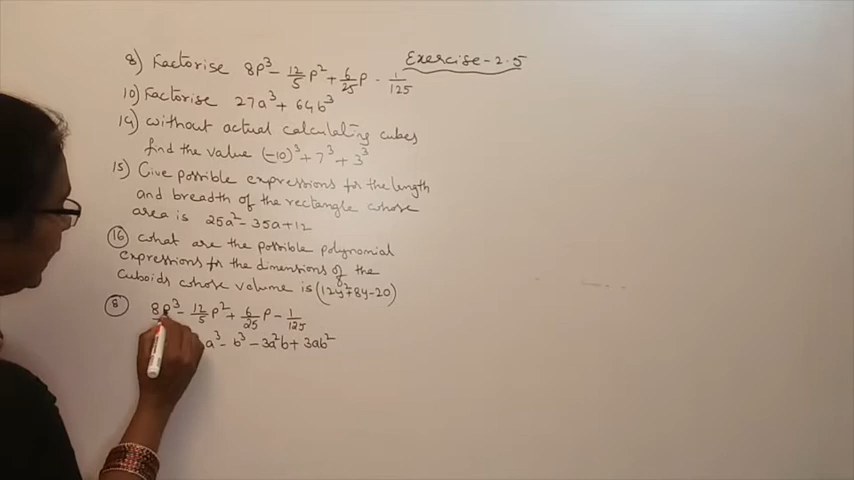 Exercise-2.5
8) Factorise 8p³ - 12/5 p² + 6/25 p - 1/125
10) Factorise 27a³ + 64b³
14) without actual calculating cubes
find the value (-10)³ + 7³ + 3³
15) Give possible expressions for the length
and breadth of the rectangle whose
area is 25a² - 35a + 12
16) what are the possible polynomial
expressions for the dimensions of the
Cuboids whose volume is (12y² + 8y - 20)
8) 8p³ - 12/5 p² + 6/25 p - 1/125
a³ - b³ - 3a²b + 3ab²